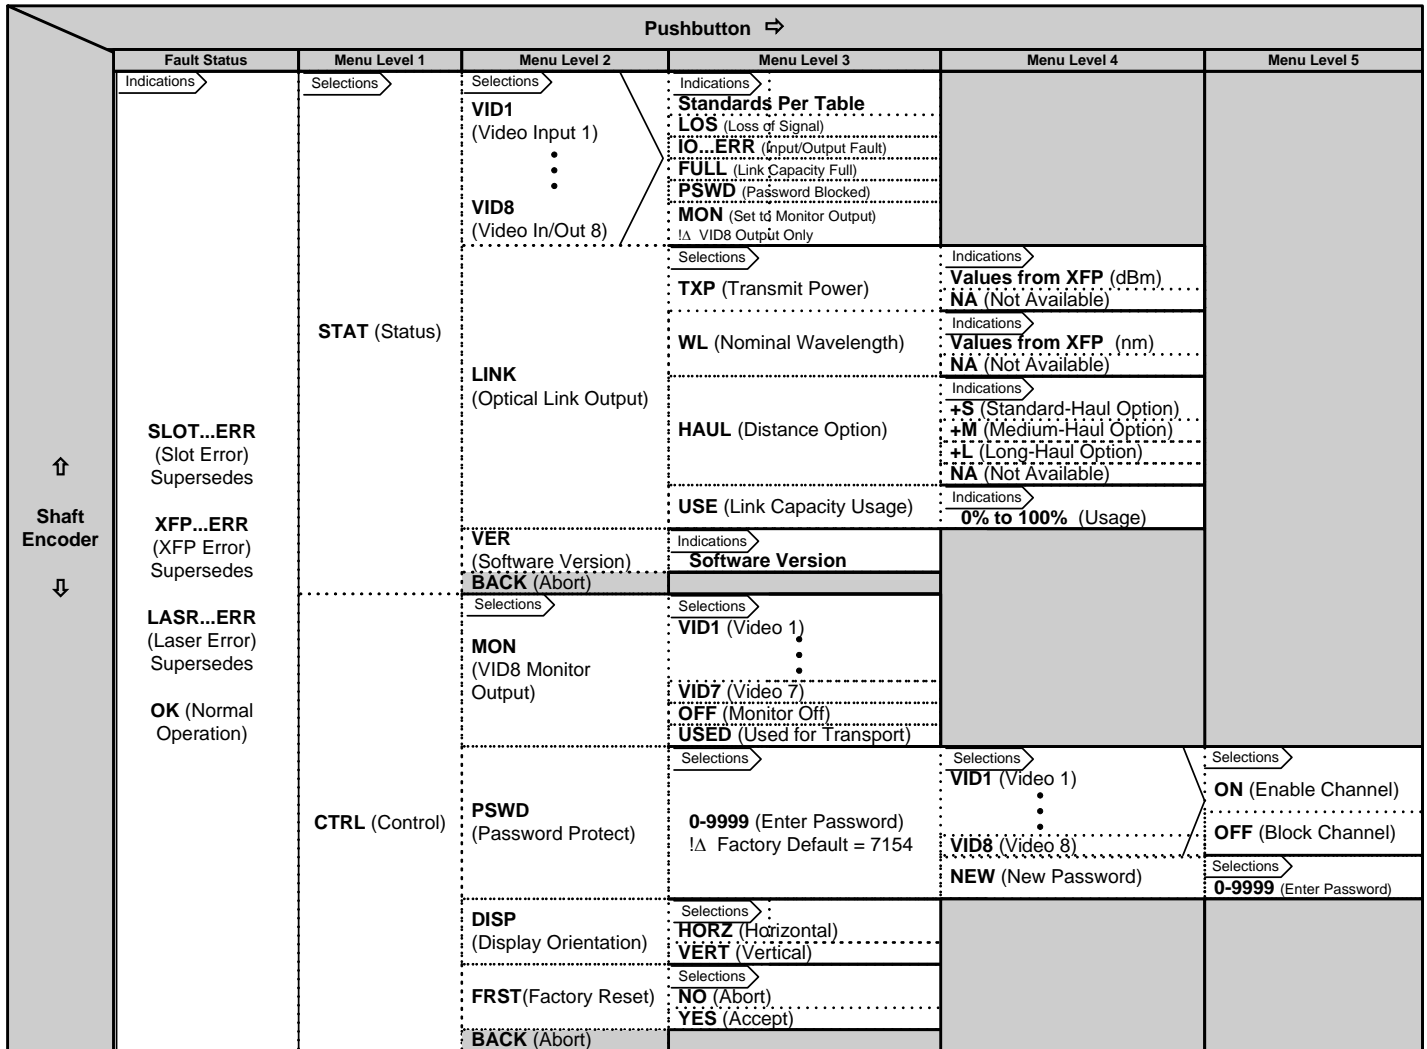 Pushbutton ⇨
Fault Status
Menu Level 1
Menu Level 2
Menu Level 3
Menu Level 4
Menu Level 5
⇧
Shaft
Encoder
⇩
Indications
SLOT...ERR
(Slot Error)
Supersedes
XFP...ERR
(XFP Error)
Supersedes
LASR...ERR
(Laser Error)
Supersedes
OK (Normal
Operation)
Selections
STAT (Status)
CTRL (Control)
Selections
VID1
(Video Input 1)
VID8
(Video In/Out 8)
Indications
Standards Per Table
LOS (Loss of Signal)
IO...ERR (Input/Output Fault)
FULL (Link Capacity Full)
PSWD (Password Blocked)
MON (Set to Monitor Output)
!∆ VID8 Output Only
LINK
(Optical Link Output)
Selections
TXP (Transmit Power)
Indications
Values from XFP (dBm)
NA (Not Available)
WL (Nominal Wavelength)
Indications
Values from XFP (nm)
NA (Not Available)
HAUL (Distance Option)
Indications
+S (Standard-Haul Option)
+M (Medium-Haul Option)
+L (Long-Haul Option)
NA (Not Available)
USE (Link Capacity Usage)
Indications
0% to 100% (Usage)
VER
(Software Version)
Indications
Software Version
BACK (Abort)
Selections
MON
(VID8 Monitor
Output)
Selections
VID1 (Video 1)
VID7 (Video 7)
OFF (Monitor Off)
USED (Used for Transport)
PSWD
(Password Protect)
Selections
0-9999 (Enter Password)
!∆ Factory Default = 7154
Selections
VID1 (Video 1)
VID8 (Video 8)
Selections
ON (Enable Channel)
OFF (Block Channel)
NEW (New Password)
Selections
0-9999 (Enter Password)
DISP
(Display Orientation)
Selections
HORZ (Horizontal)
VERT (Vertical)
FRST(Factory Reset)
Selections
NO (Abort)
YES (Accept)
BACK (Abort)